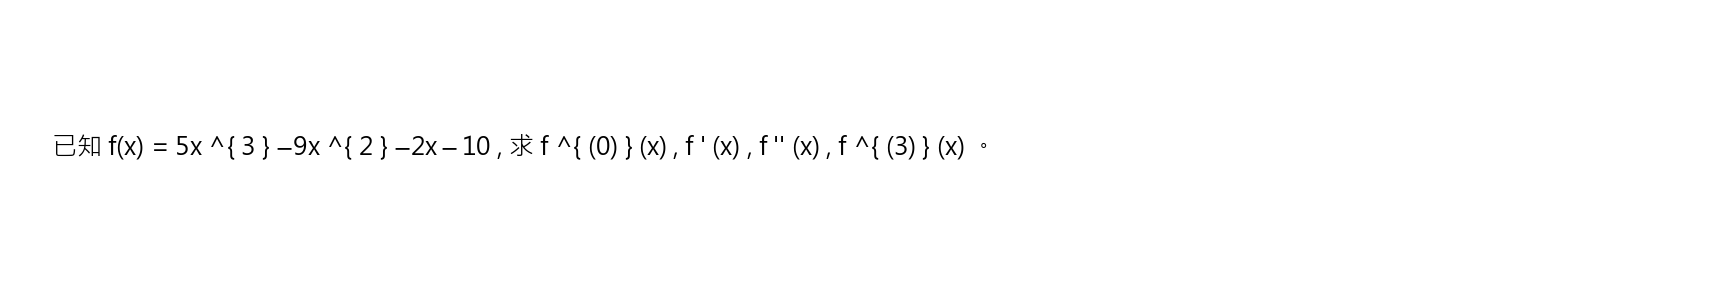 已知 f(x) = 5x ^{ 3 } –9x ^{ 2 } –2x – 10 , 求 f ^{ (0) } (x) , f ' (x) , f '' (x) , f ^{ (3) } (x) 。